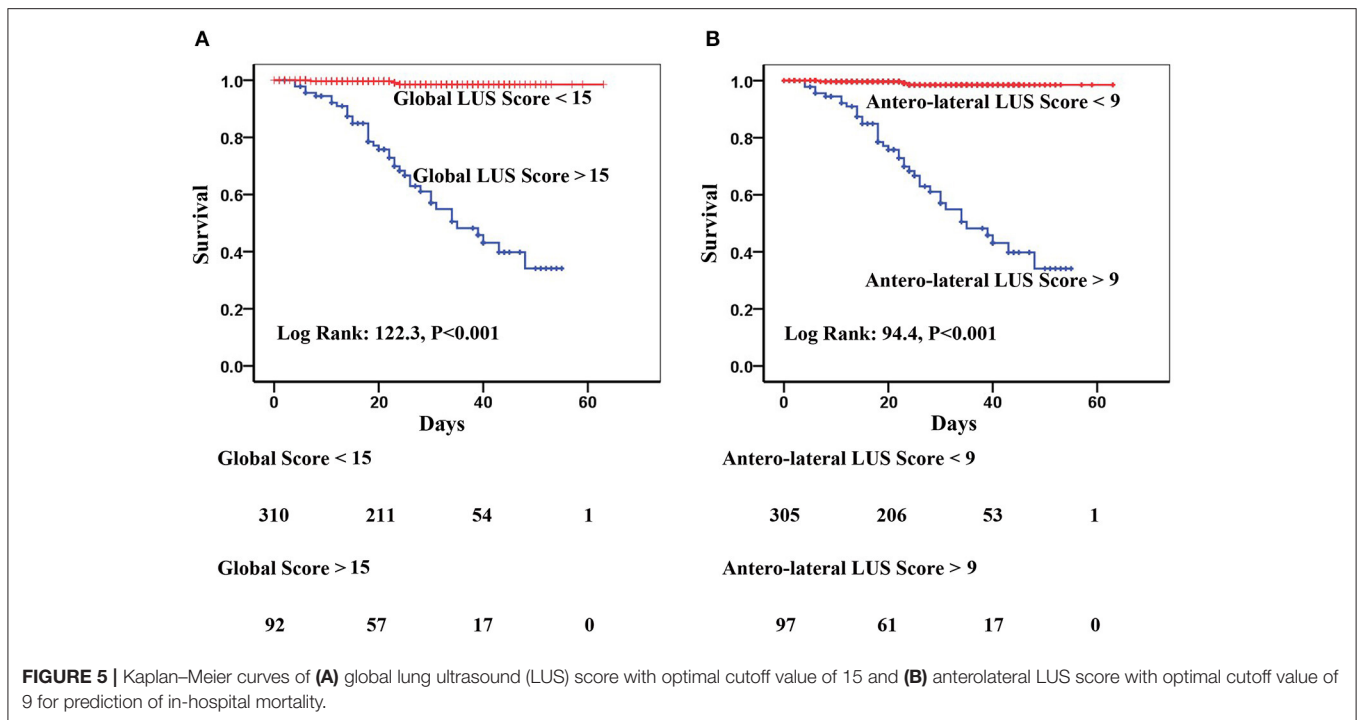 A
1.0
0.8
0.6
0.4
0.2
0.0
Survival
Global LUS Score < 15
Global LUS Score > 15
Log Rank: 122.3, P<0.001
0 20 40 60
Days
Global Score < 15
310 211 54 1
Global Score > 15
92 57 17 0
B
1.0
0.8
0.6
0.4
0.2
0.0
Survival
Antero-lateral LUS Score < 9
Antero-lateral LUS Score > 9
Log Rank: 94.4, P<0.001
0 20 40 60
Days
Antero-lateral LUS Score < 9
305 206 53 1
Antero-lateral LUS Score > 9
97 61 17 0
FIGURE 5 | Kaplan–Meier curves of (A) global lung ultrasound (LUS) score with optimal cutoff value of 15 and (B) anterolateral LUS score with optimal cutoff value of
9 for prediction of in-hospital mortality.